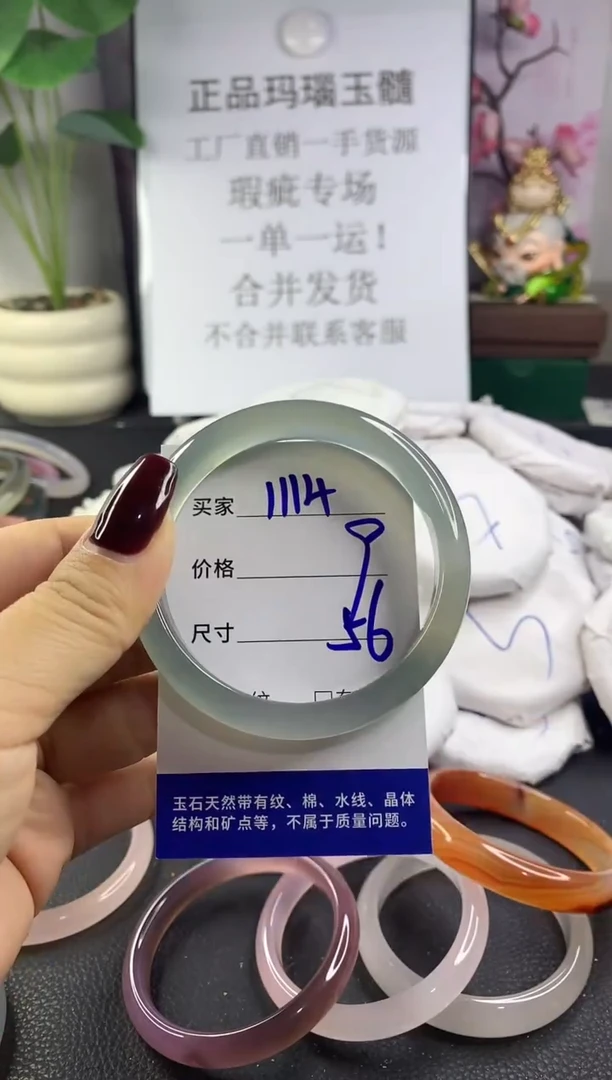 正品玛瑙玉髓
工厂直销一手货源
瑕疵专场
一单一运！
合并发货
不合并联系客服
买家 1114
价格
尺寸 56
玉石天然带有纹、棉、水线、晶体
结构和矿点等，不属于质量问题。